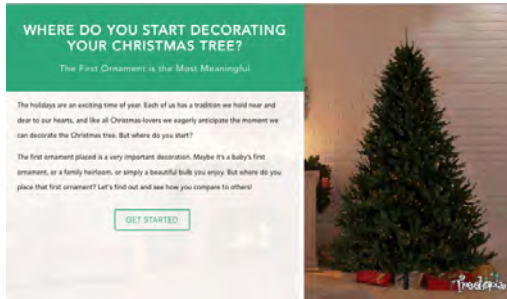 WHERE DO YOU START DECORATING
YOUR CHRISTMAS TREE?
The First Ornament is the Most Meaningful
The holidays are an exciting time of year. Each of us has a tradition we hold near and
dear to our hearts, and like all Christmas-lovers we eagerly anticipate the moment we
can decorate the Christmas tree. But where do you start?
The first ornament placed is a very important decoration. Maybe it's a baby's first
ornament, or a family heirloom, or simply a beautiful bulb you enjoy. But where do you
place that first ornament? Let's find out and see how you compare to others!
GET STARTED
Treetopia